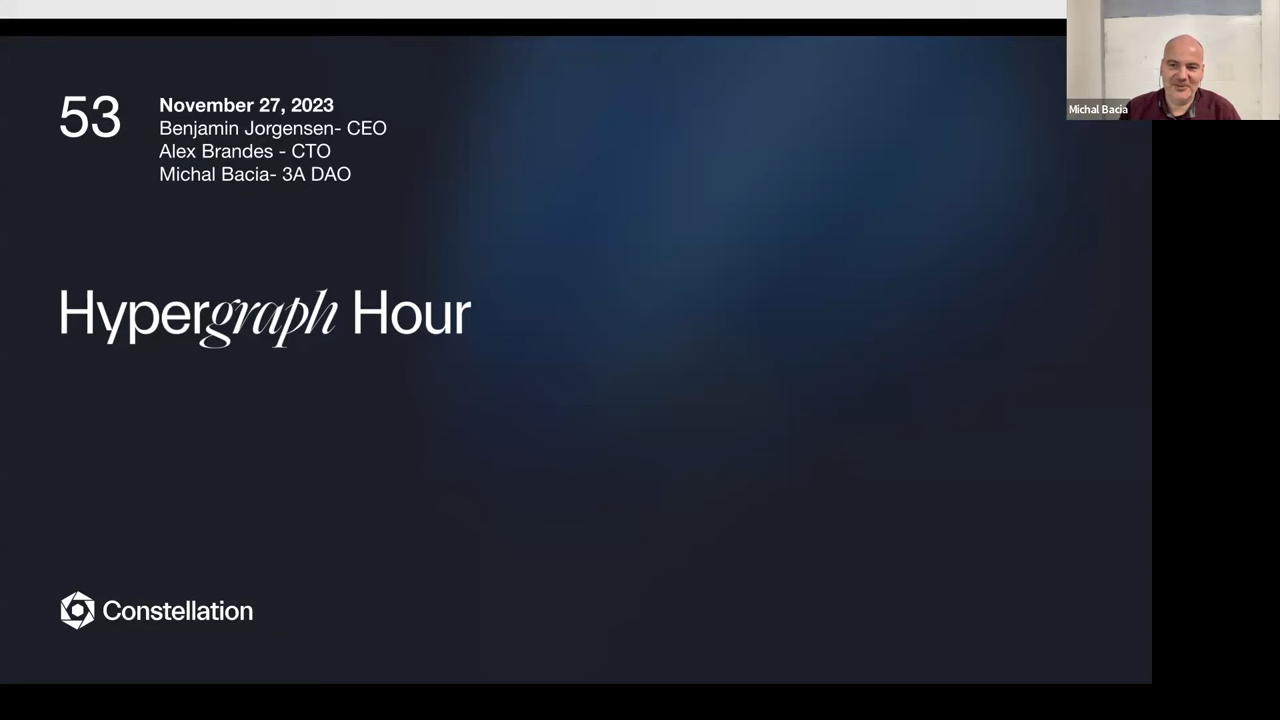 53
November 27, 2023
Benjamin Jorgensen- CEO
Alex Brandes - CTO
Michal Bacia- 3A DAO
Hypergraph Hour
Constellation
Michal Bacia